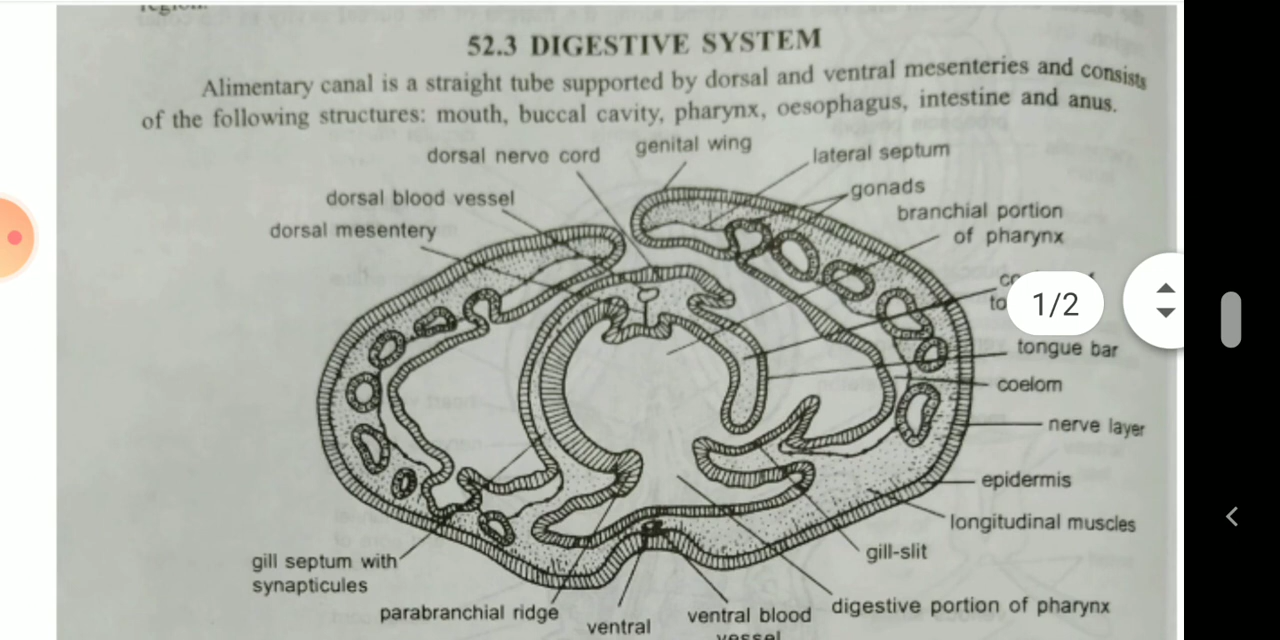 region.
52.3 DIGESTIVE SYSTEM
Alimentary canal is a straight tube supported by dorsal and ventral mesenteries and consists
of the following structures: mouth, buccal cavity, pharynx, oesophagus, intestine and anus.
dorsal nerve cord
genital wing
lateral septum
dorsal blood vessel
gonads
dorsal mesentery
branchial portion
of pharynx
1/2
tongue bar
coelom
nerve layer
epidermis
longitudinal muscles
gill-slit
gill septum with
synapticules
parabranchial ridge
ventral
ventral blood
vessel
digestive portion of pharynx